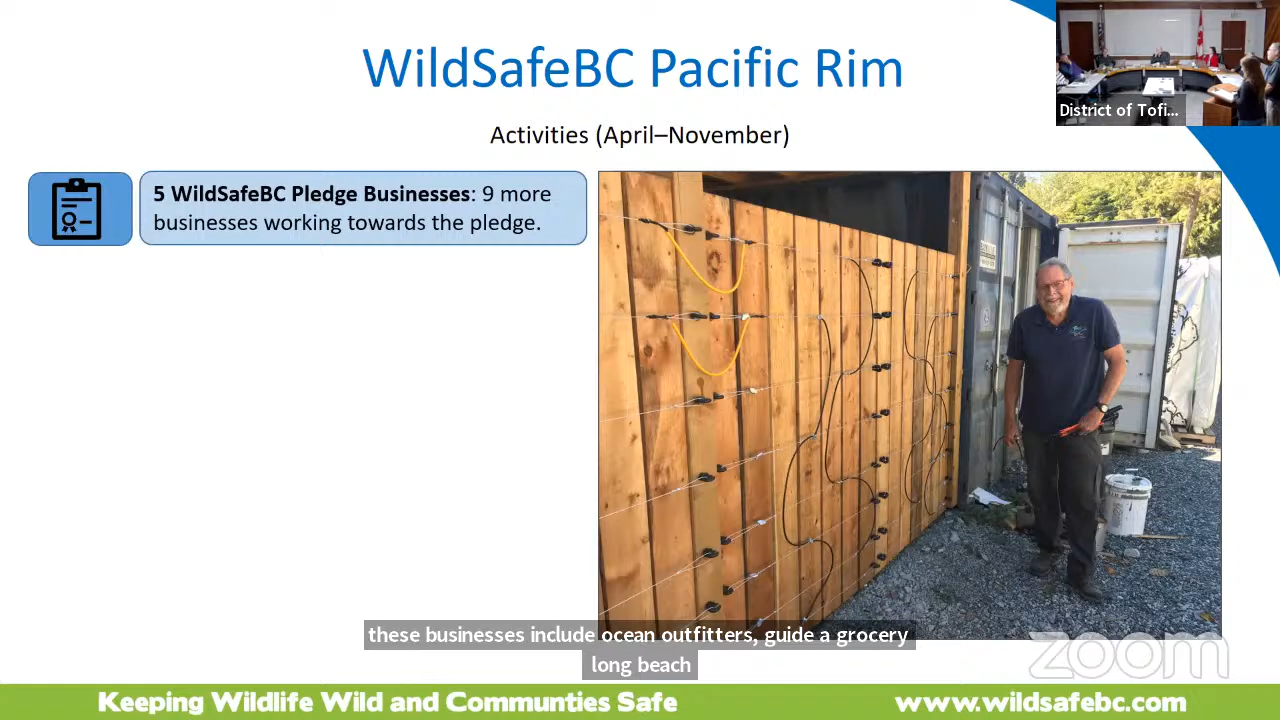 WildSafeBC Pacific Rim
Activities (April–November)
District of Tofi...
5 WildSafeBC Pledge Businesses: 9 more
businesses working towards the pledge.
these businesses include ocean outfitters, guide a grocery
long beach
zoom
Keeping Wildlife Wild and Communties Safe
www.wildsafebc.com